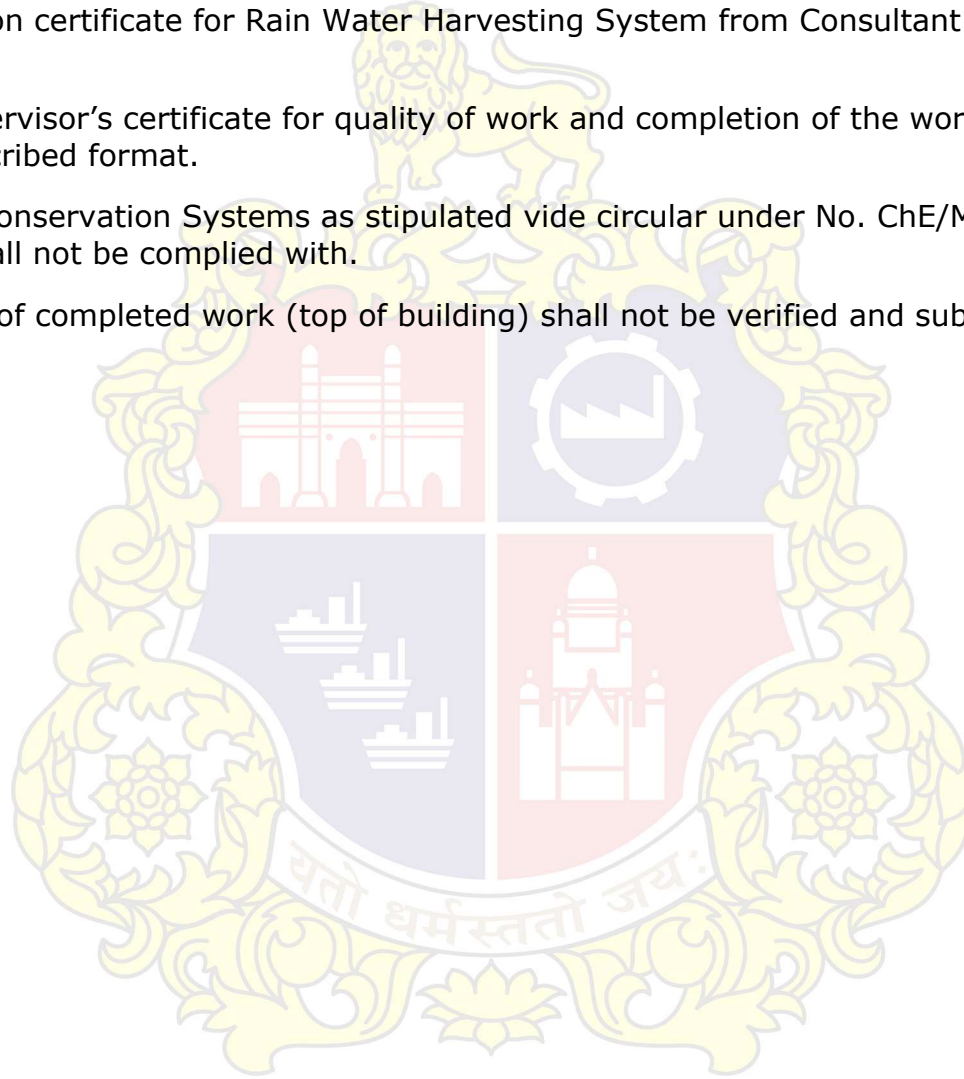 on certificate for Rain Water Harvesting System from Consultant
ervisor’s certificate for quality of work and completion of the wor
cribed format.
onservation Systems as stipulated vide circular under No. ChE/M
all not be complied with.
of completed work (top of building) shall not be verified and sub
यतो धर्मस्ततो जय: